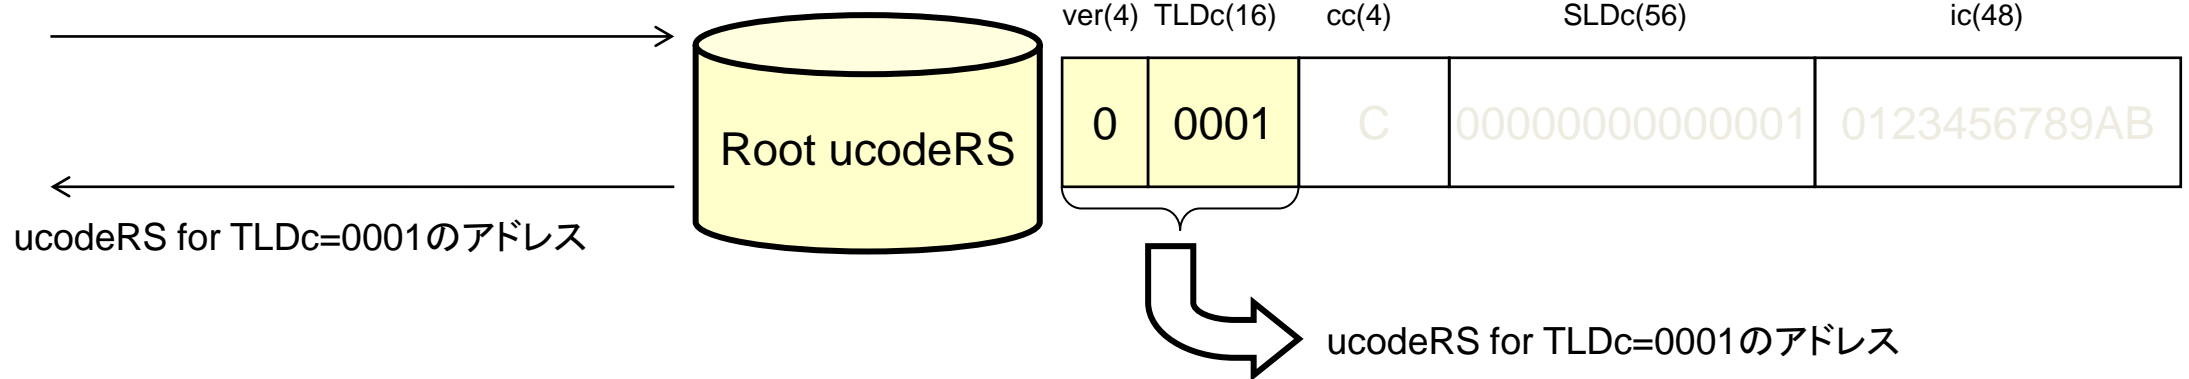 ver(4) TLDc(16) cc(4) SLDc(56) ic(48)
0 0001 C 00000000000001 0123456789AB
Root ucodeRS
ucodeRS for TLDc=0001のアドレス
ucodeRS for TLDc=0001のアドレス